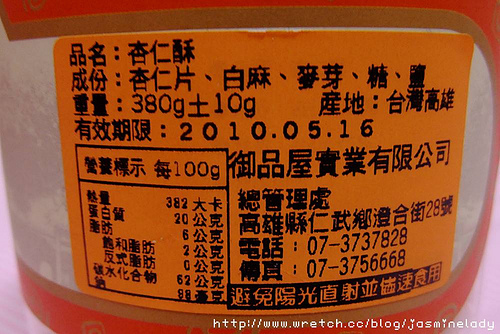 品名：杏仁酥
成份：杏仁片、白麻、麥芽、糖、鹽
重量：380g±10g 產地：台灣高雄
有效期限：2010.05.16
營養標示 每100g
熱量 382 大卡
蛋白質 20 公克
脂肪 6 公克
飽和脂肪 2 公克
反式脂肪 0 公克
碳水化合物 62 公克
鈉 88 毫克
御品屋實業有限公司
總管理處
高雄縣仁武鄉澄合街28號
電話：07-3737828
傳真：07-3756668
避免陽光直射並儘速食用
http://www.wretch.cc/blog/jasminelady